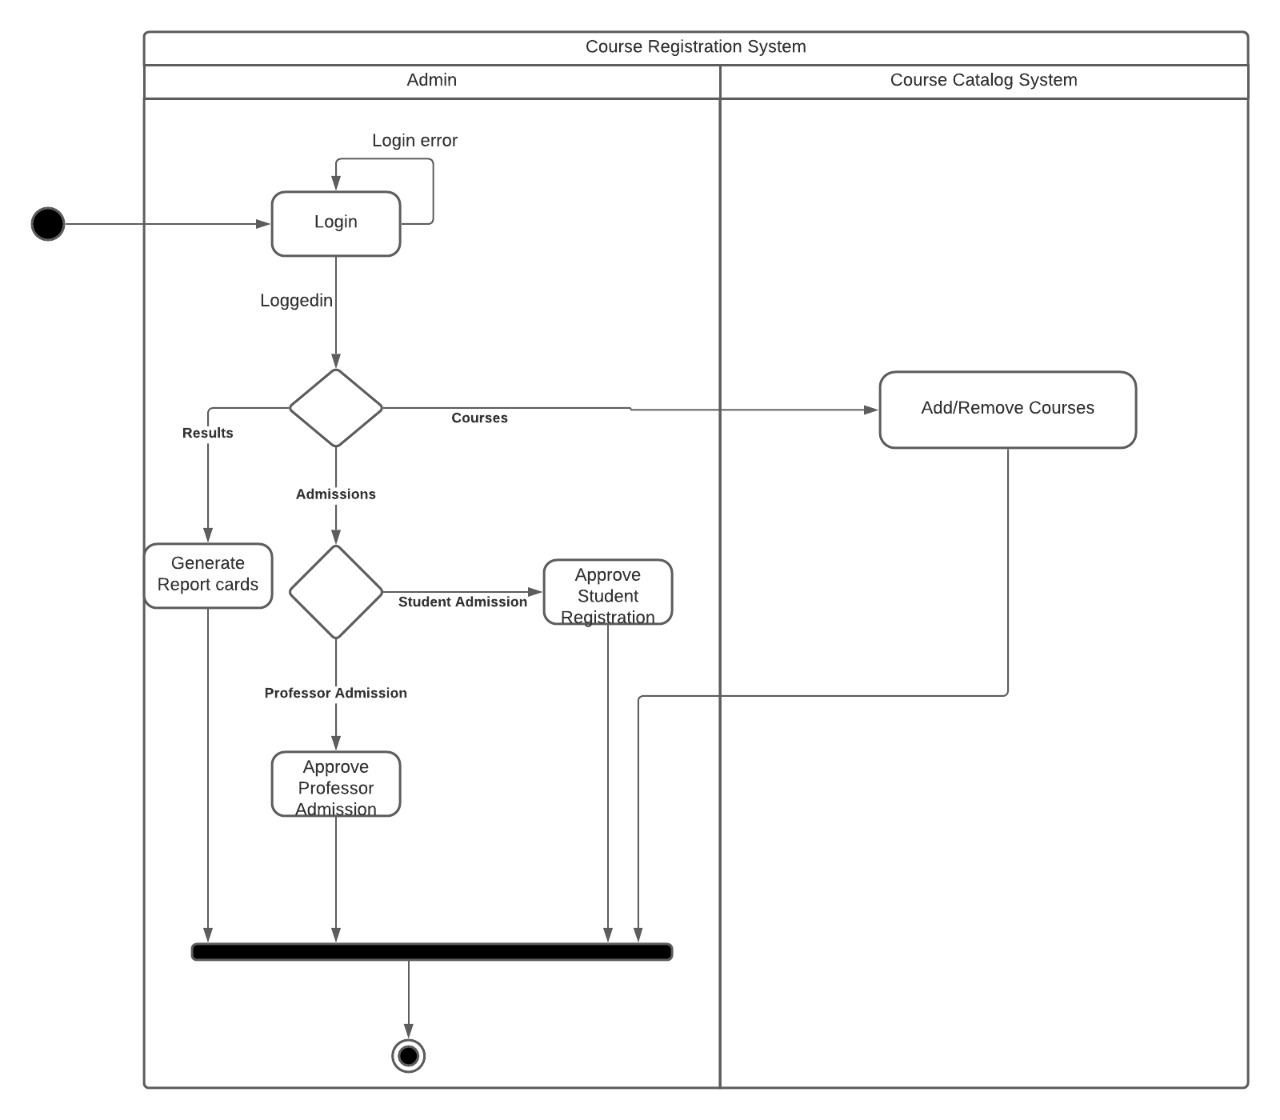 Course Registration System
Admin
Course Catalog System
Login error
Login
Loggedin
Add/Remove Courses
Courses
Results
Admissions
Generate
Report cards
Approve
Student
Registration
Student Admission
Professor Admission
Approve
Professor
Admission